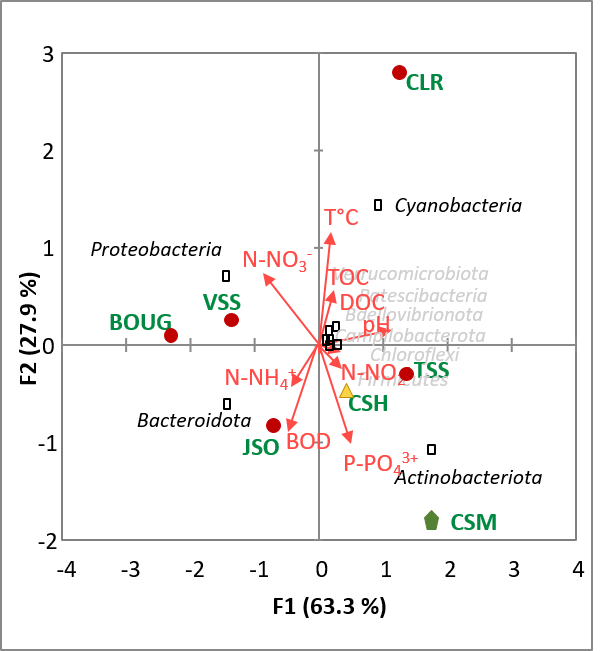 3
CLR
2
Cyanobacteria
T°C
1
Proteobacteria
N-NO₃⁻
Verrucomicrobiota
TOC
Patescibacteria
VSS
DOC
Bdellovibrionota
BOUG
pH
Campilobacterota
0
Chloroflexi
N-NO₂⁻
TSS
N-NH₄⁺
Firmicutes
CSH
Bacteroidota
JSO
BOD
-1
P-PO₄³⁺
Actinobacteriota
CSM
-2
-4 -3 -2 -1 0 1 2 3 4
F1 (63.3 %)
F2 (27.9 %)